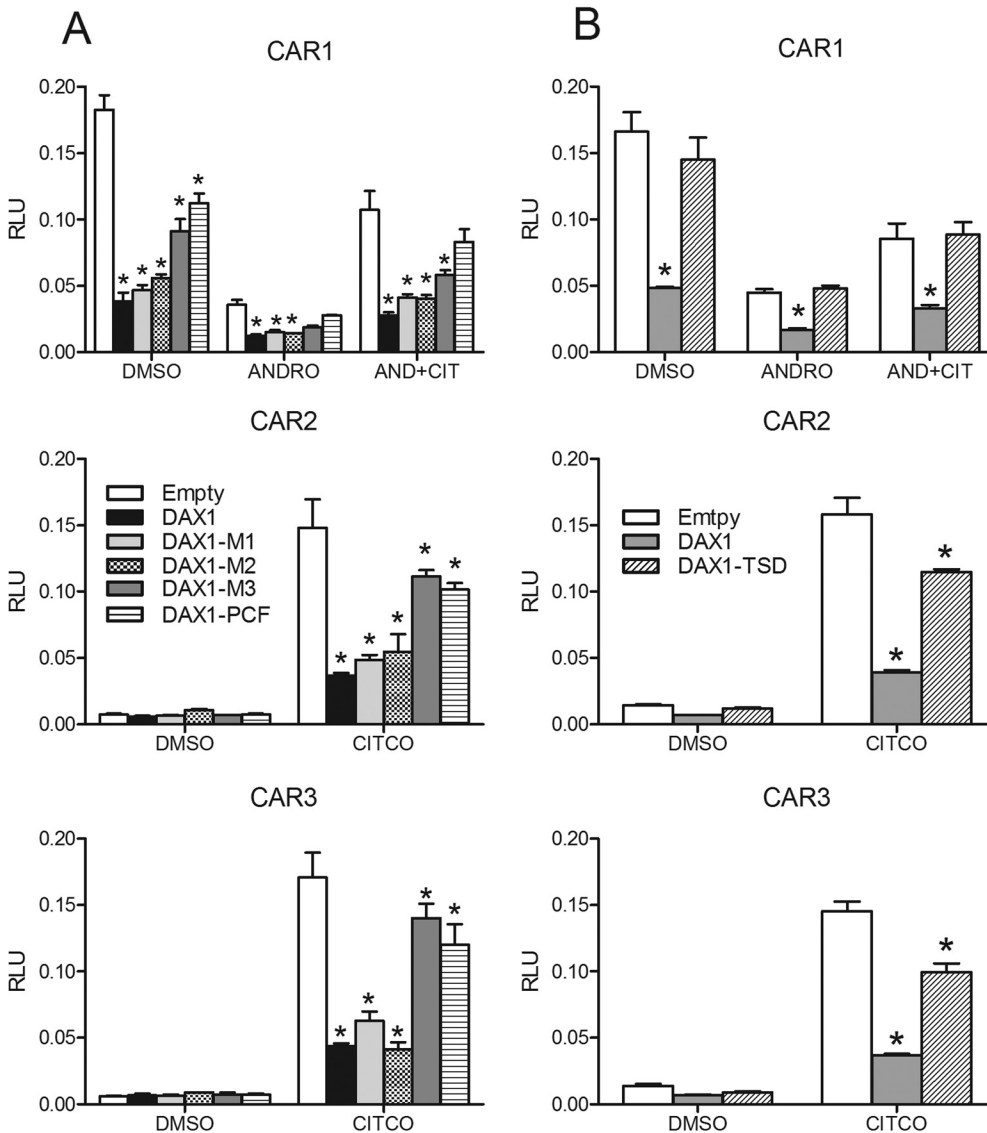 A
CAR1
RLU
0.20
0.15
0.10
0.05
0.00
* * * * *
* * *
* * * *
DMSO ANDRO AND+CIT
B
CAR1
RLU
0.20
0.15
0.10
0.05
0.00
*
*
*
DMSO ANDRO AND+CIT
CAR2
RLU
0.20
0.15
0.10
0.05
0.00
Empty
DAX1
DAX1-M1
DAX1-M2
DAX1-M3
DAX1-PCF
* * * * *
DMSO CITCO
CAR2
RLU
0.20
0.15
0.10
0.05
0.00
Emtpy
DAX1
DAX1-TSD
* *
DMSO CITCO
CAR3
RLU
0.20
0.15
0.10
0.05
0.00
* * * * *
DMSO CITCO
CAR3
RLU
0.20
0.15
0.10
0.05
0.00
* *
DMSO CITCO